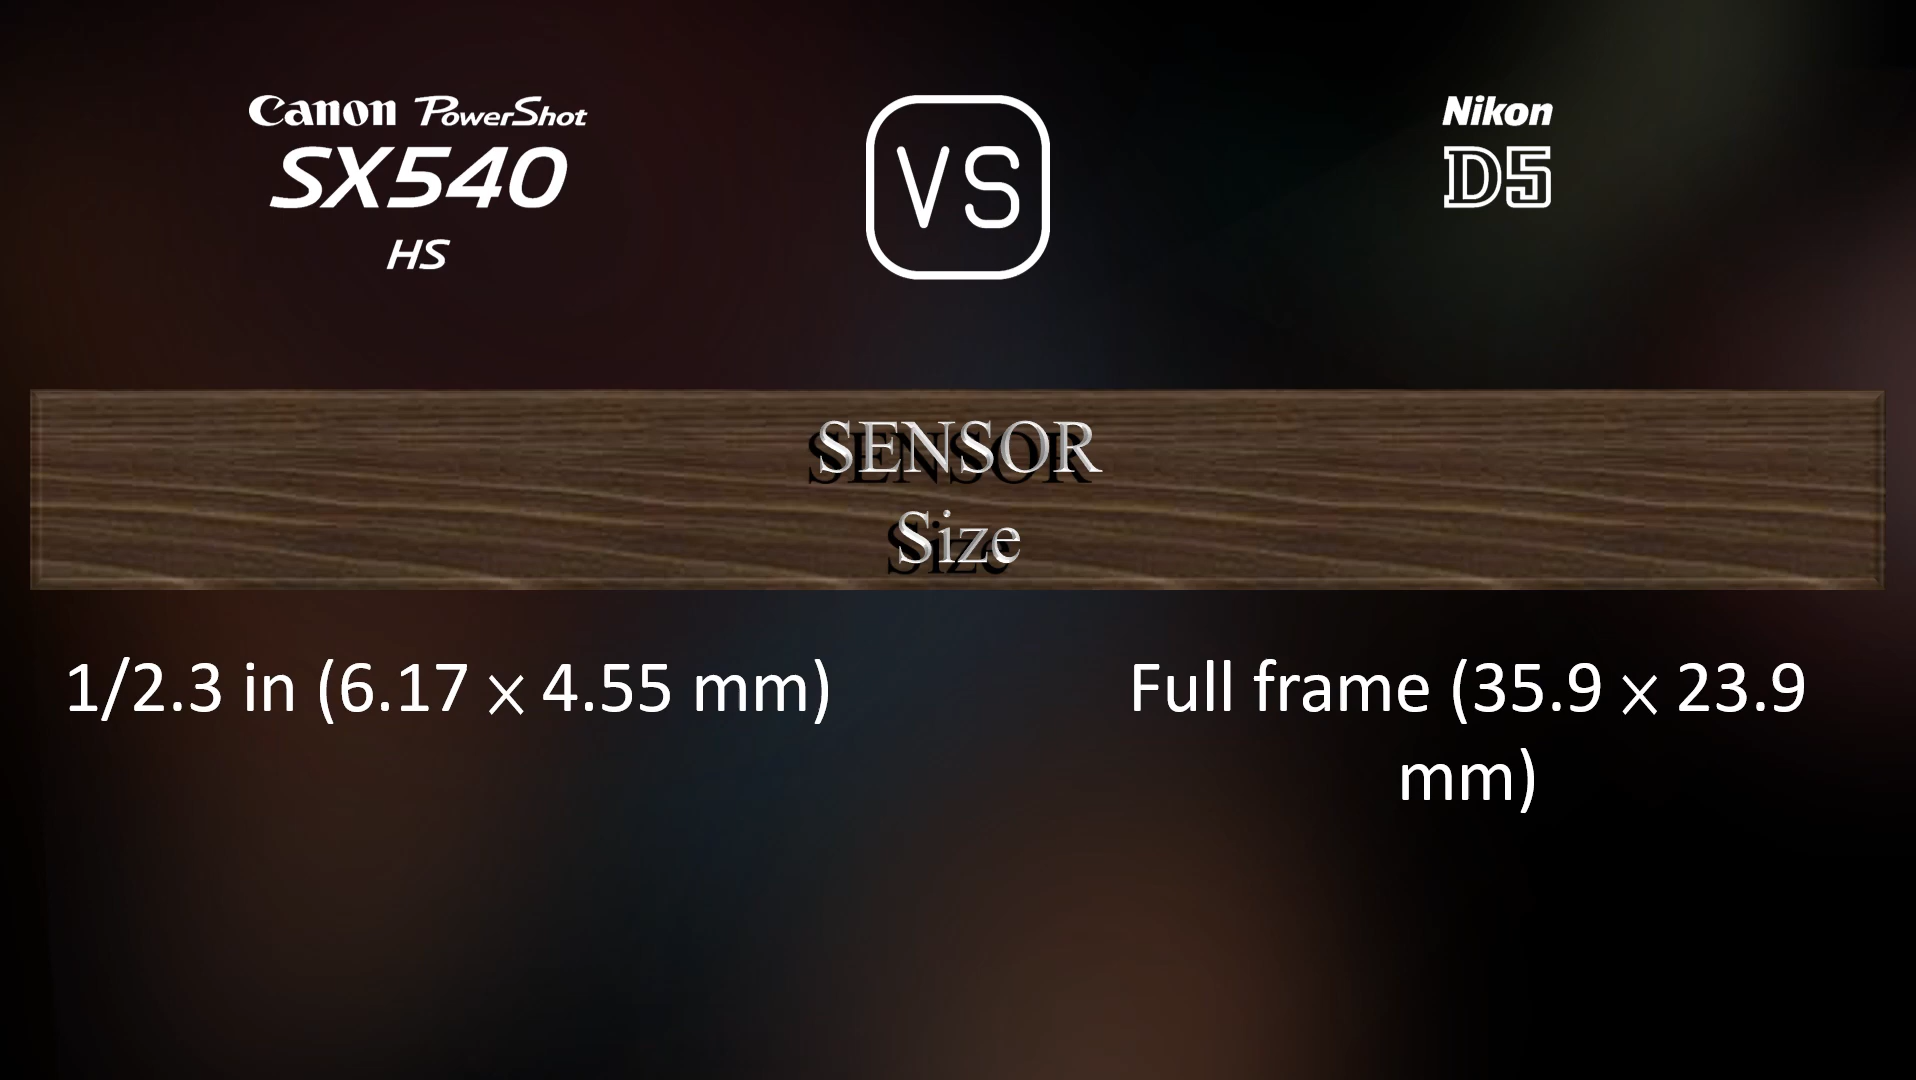 Canon PowerShot
SX540
HS
VS
Nikon
D5
SENSOR
Size
1/2.3 in (6.17 x 4.55 mm)
Full frame (35.9 x 23.9
mm)